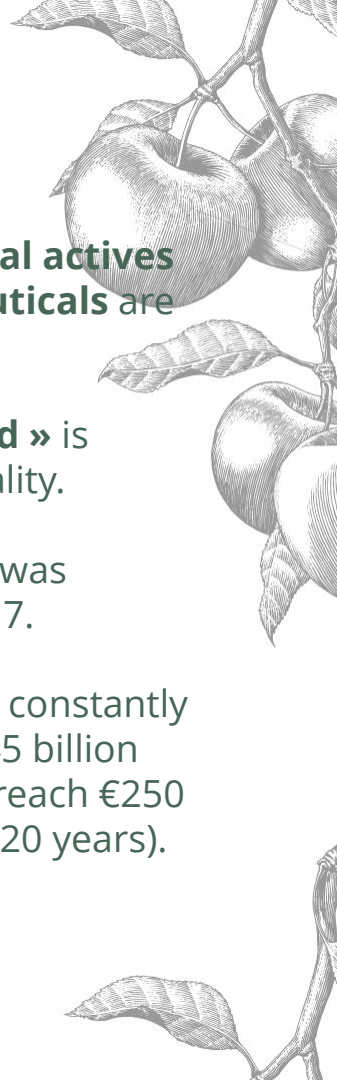 al actives
uticals are
d » is
lity.
was
7.
constantly
5 billion
reach €250
20 years).